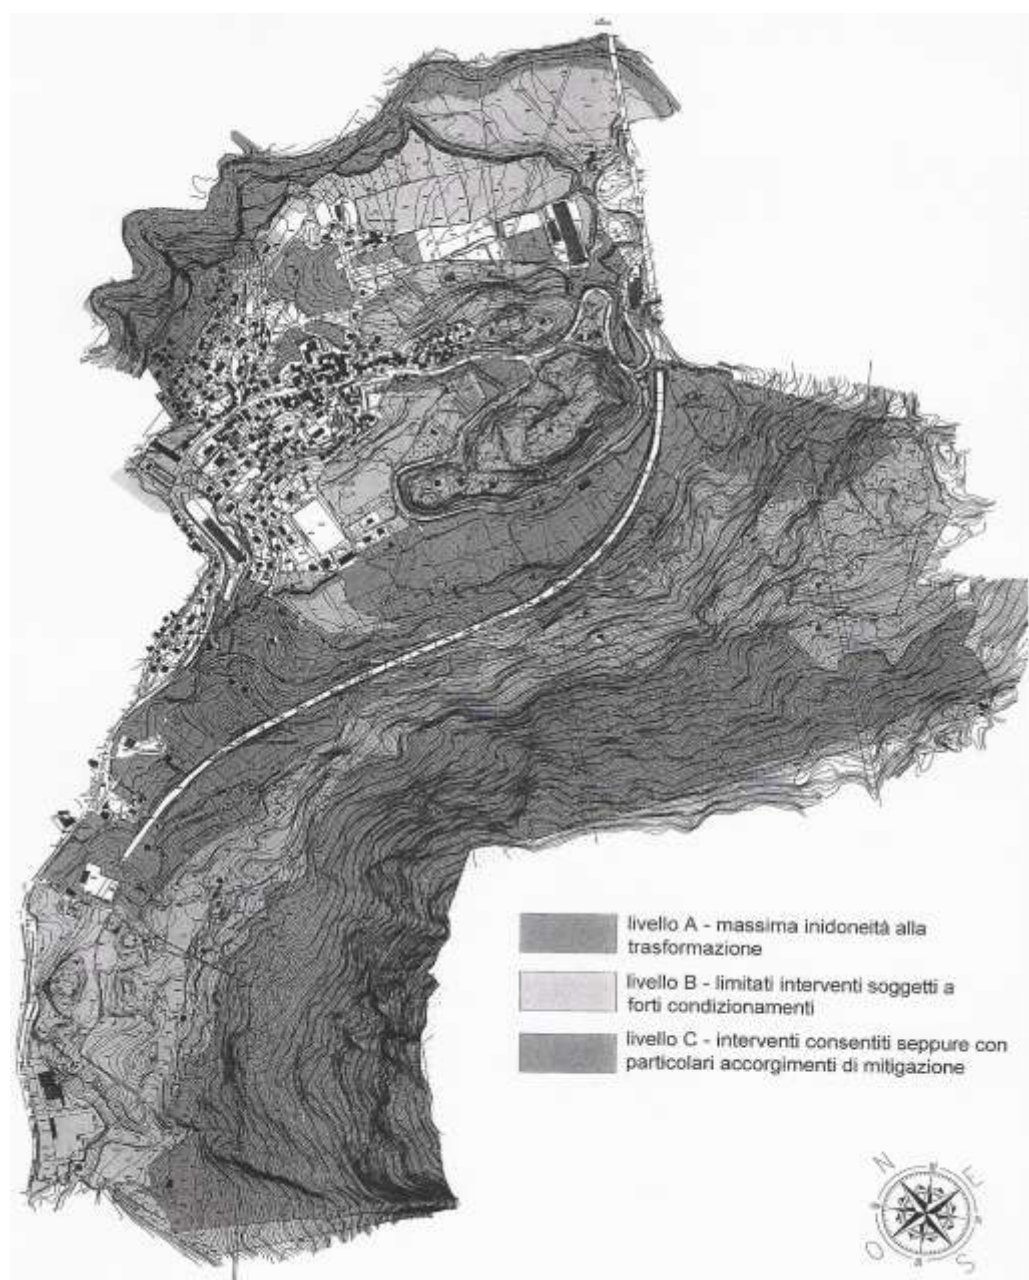 livello A - massima inidoneità alla
trasformazione
livello B - limitati interventi soggetti a
forti condizionamenti
livello C - interventi consentiti seppure con
particolari accorgimenti di mitigazione
N
E
O
S